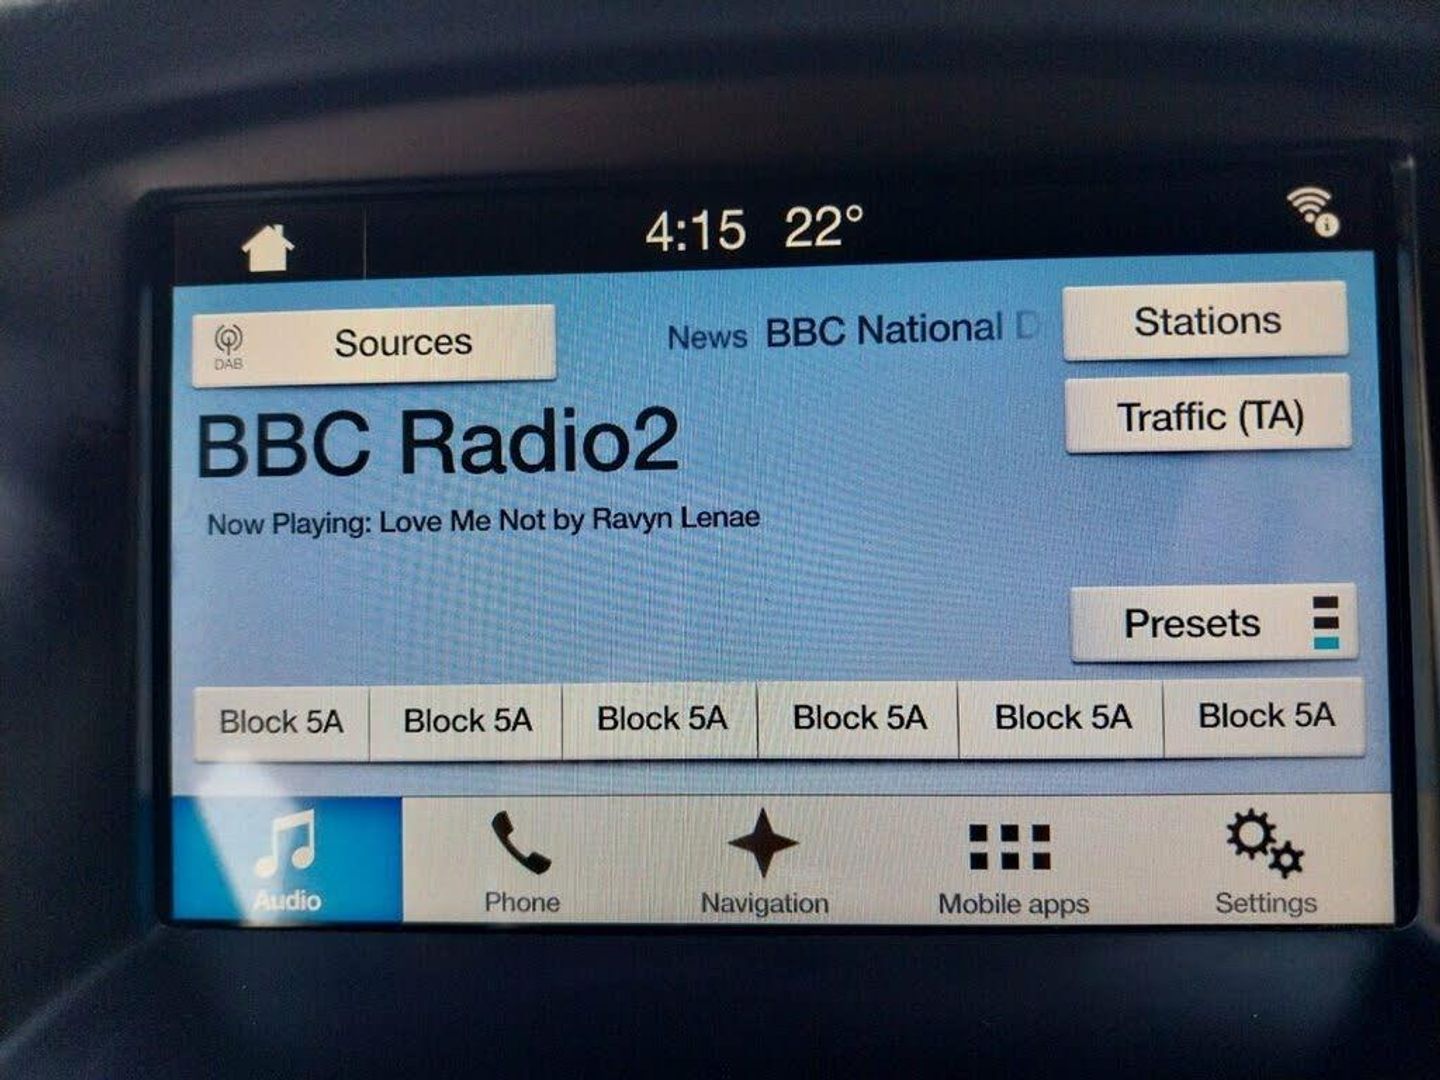 4:15 22°
DAB
Sources
News BBC National D
Stations
BBC Radio2
Traffic (TA)
Now Playing: Love Me Not by Ravyn Lenae
Presets
Block 5A Block 5A Block 5A Block 5A Block 5A Block 5A
Audio Phone Navigation Mobile apps Settings